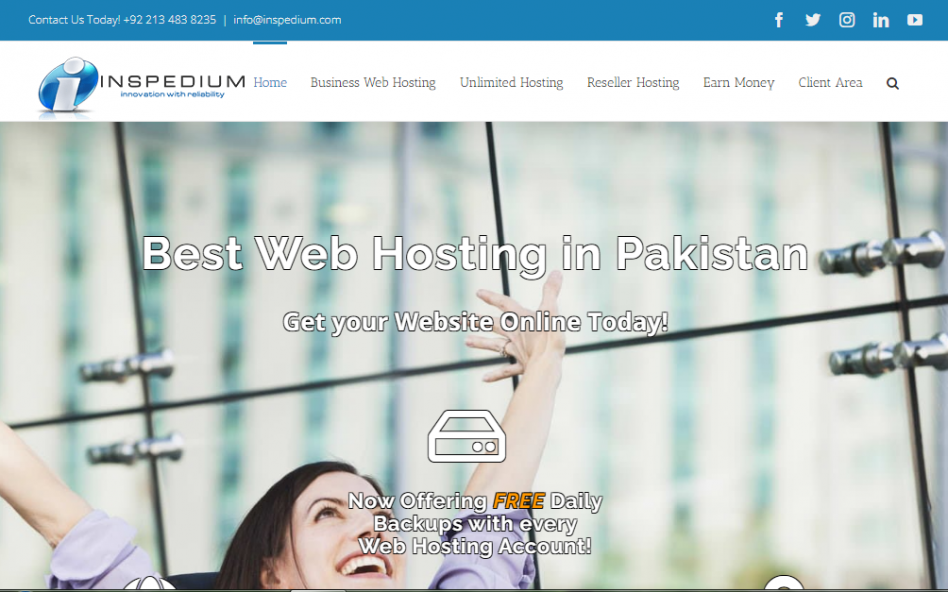 Contact Us Today! +92 213 483 8235 | info@inspedium.com
INSPEDIUM
innovation with reliability
Home Business Web Hosting Unlimited Hosting Reseller Hosting Earn Money Client Area
Best Web Hosting in Pakistan
Get your Website Online Today!
Now Offering FREE Daily
Backups with every
Web Hosting Account!